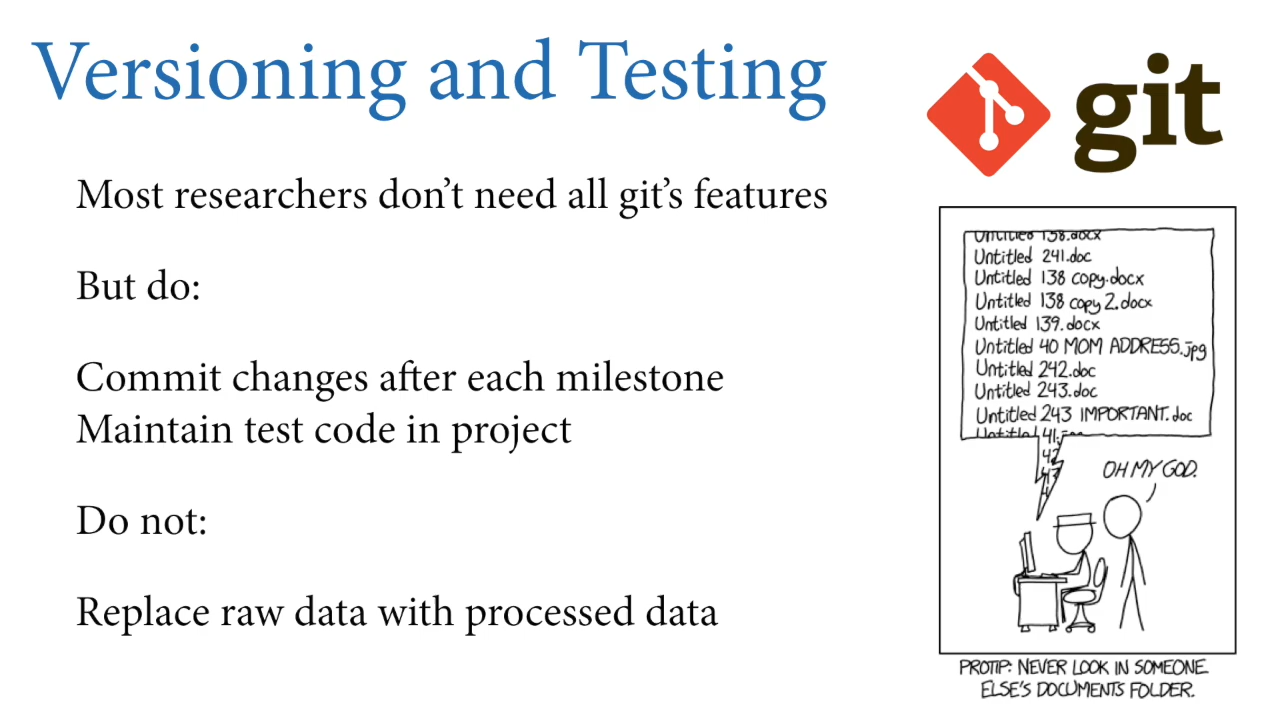 Versioning and Testing
git
Most researchers don't need all git's features
But do:
Commit changes after each milestone
Maintain test code in project
Do not:
Replace raw data with processed data
Untitled 138.docx
Untitled 241.doc
Untitled 138 copy.docx
Untitled 138 copy 2.docx
Untitled 139.docx
Untitled 40 MOM ADDRESS.jpg
Untitled 242.doc
Untitled 243.doc
Untitled 243 IMPORTANT.doc
Untitled 41
42
OH MY GOD.
PROTIP: NEVER LOOK IN SOMEONE
ELSE'S DOCUMENTS FOLDER.